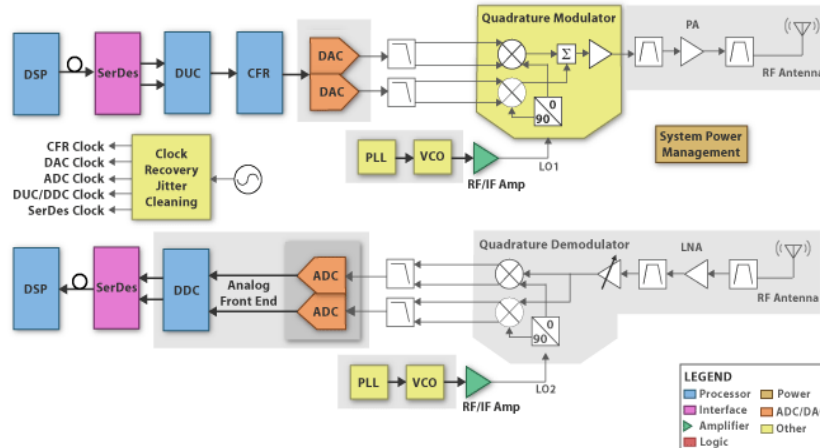 Quadrature Modulator
PA
DSP
SerDes
DUC
CFR
DAC
DAC
Σ
0
90
RF Antenna
PLL
VCO
RF/IF Amp
LO1
System Power
Management
CFR Clock
DAC Clock
ADC Clock
DUC/DDC Clock
SerDes Clock
Clock
Recovery
Jitter
Cleaning
Quadrature Demodulator
LNA
DSP
SerDes
DDC
Analog
Front End
ADC
ADC
0
90
RF Antenna
PLL
VCO
RF/IF Amp
LO2
LEGEND
Processor
Interface
Amplifier
Logic
Power
ADC/DAC
Other